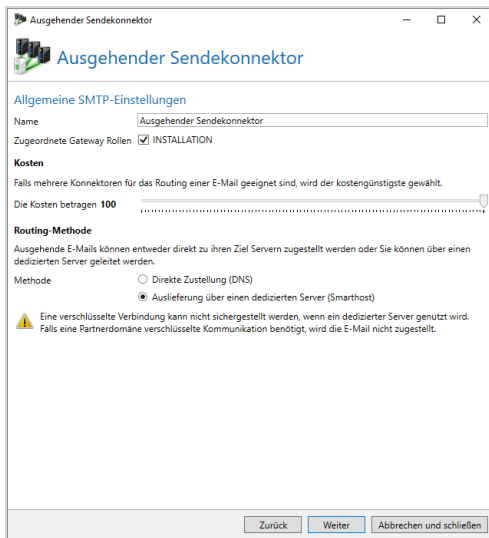 Ausgehender Sendekonnektor
Ausgehender Sendekonnektor
Allgemeine SMTP-Einstellungen
Name Ausgehender Sendekonnektor
Zugeordnete Gateway Rollen INSTALLATION
Kosten
Falls mehrere Konnektoren für das Routing einer E-Mail geeignet sind, wird der kostengünstigste gewählt.
Die Kosten betragen 100
Routing-Methode
Ausgehende E-Mails können entweder direkt zu ihren Ziel Servern zugestellt werden oder Sie können über einen
dedizierten Server geleitet werden.
Methode Direkte Zustellung (DNS)
Auslieferung über einen dedizierten Server (Smarthost)
Eine verschlüsselte Verbindung kann nicht sichergestellt werden, wenn ein dedizierter Server genutzt wird.
Falls eine Partnerdomäne verschlüsselte Kommunikation benötigt, wird die E-Mail nicht zugestellt.
Zurück Weiter Abbrechen und schließen